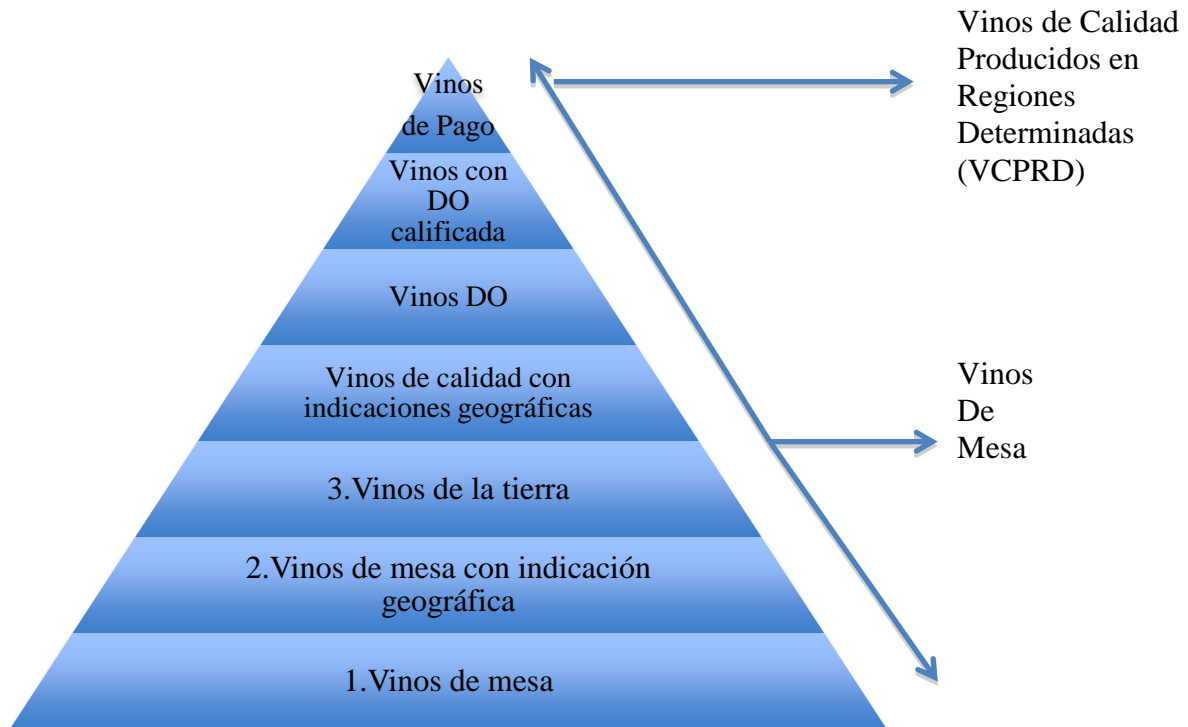 Vinos
de Pago
Vinos con
DO
calificada
Vinos DO
Vinos de calidad con
indicaciones geográficas
3.Vinos de la tierra
2.Vinos de mesa con indicación
geográfica
1.Vinos de mesa
Vinos de Calidad
Producidos en
Regiones
Determinadas
(VCPRD)
Vinos
De
Mesa